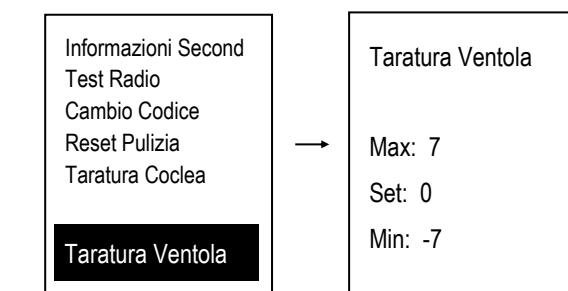 Informazioni Second
Test Radio
Cambio Codice
Reset Pulizia
Taratura Coclea
Taratura Ventola
Taratura Ventola
Max: 7
Set: 0
Min: -7